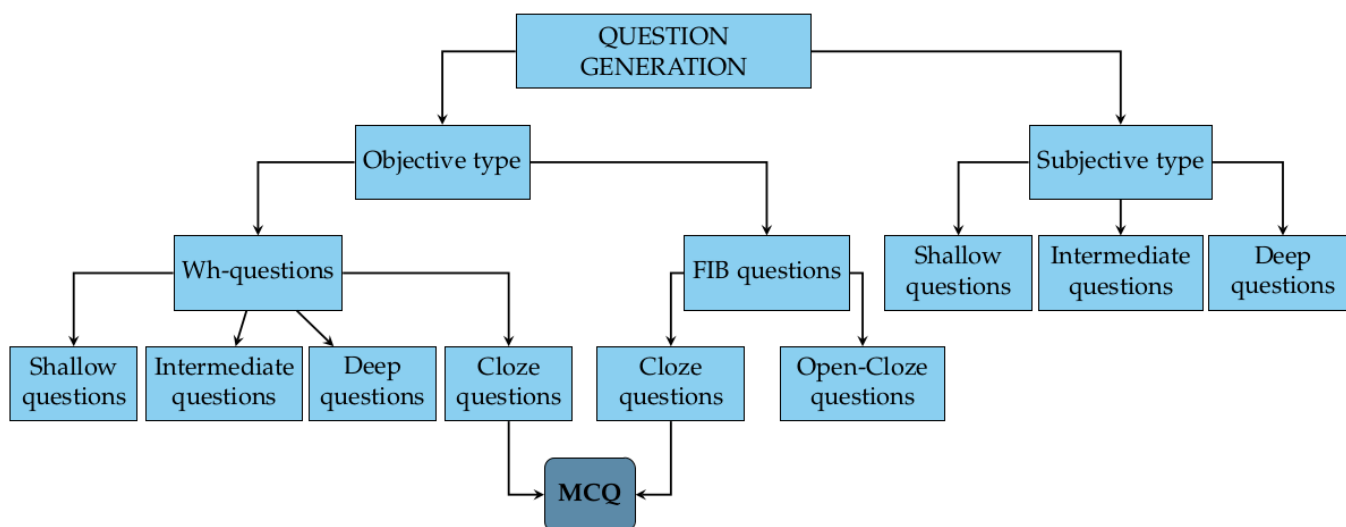 QUESTION
GENERATION
Objective type
Subjective type
Wh-questions
FIB questions
Shallow
questions
Intermediate
questions
Deep
questions
Shallow
questions
Intermediate
questions
Deep
questions
Cloze
questions
Cloze
questions
Open-Cloze
questions
MCQ